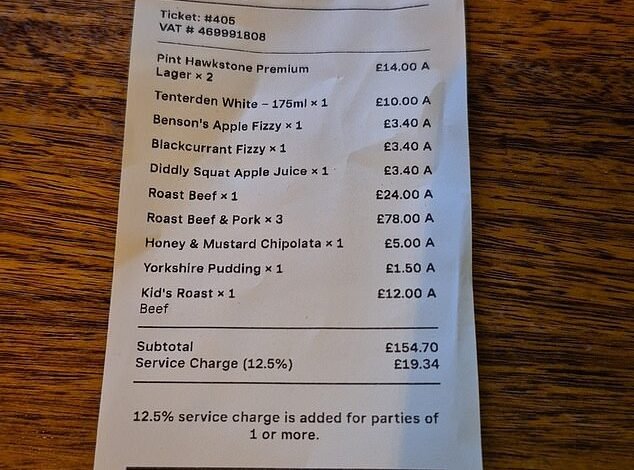 Ticket: #405
VAT # 469991808
Pint Hawkstone Premium £14.00 A
Lager × 2
Tenterden White – 175ml × 1 £10.00 A
Benson's Apple Fizzy × 1 £3.40 A
Blackcurrant Fizzy × 1 £3.40 A
Diddly Squat Apple Juice × 1 £3.40 A
Roast Beef × 1 £24.00 A
Roast Beef & Pork × 3 £78.00 A
Honey & Mustard Chipolata × 1 £5.00 A
Yorkshire Pudding × 1 £1.50 A
Kid's Roast × 1 £12.00 A
Beef
Subtotal £154.70
Service Charge (12.5%) £19.34
12.5% service charge is added for parties of
1 or more.